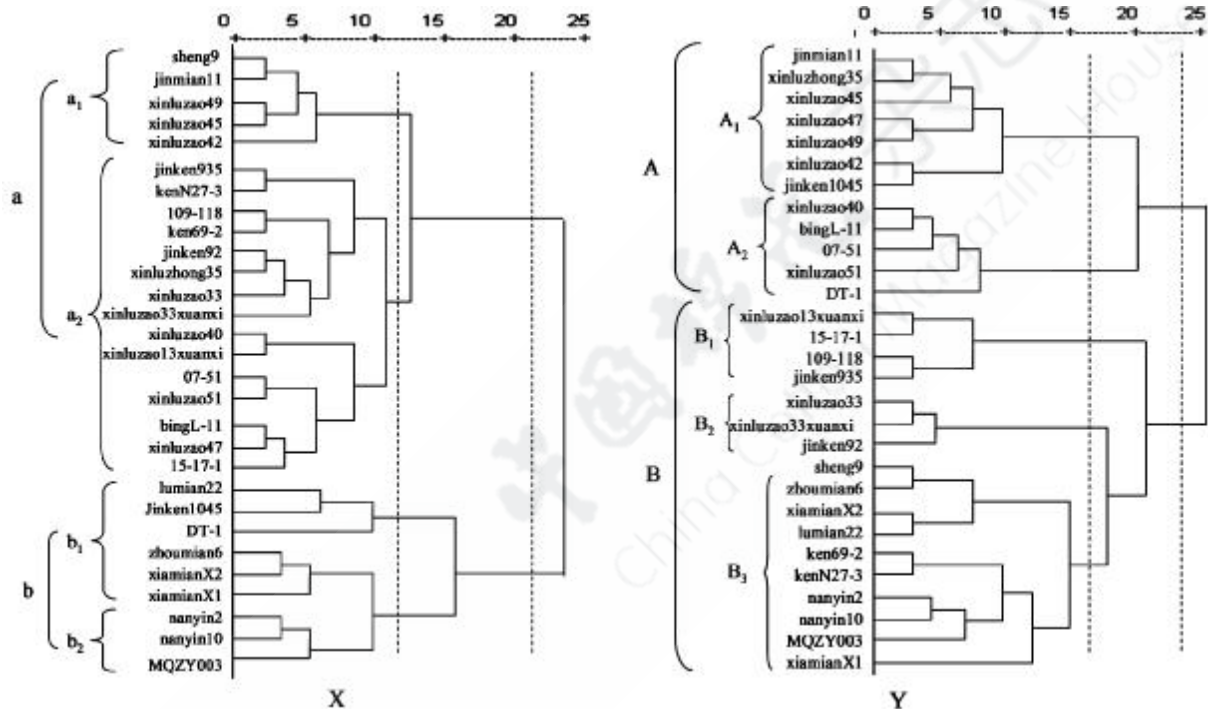 0 5 10 15 20 25
sheng9
jinmian11
xinluzao49
xinluzao45
xinluzao42
jinken935
kenN27-3
109-118
ken69-2
jinken92
xinluzhong35
xinluzao33
xinluzao33xuanxi
xinluzao40
xinluzao13xuanxi
07-51
xinluzao51
bingL-11
xinluzao47
15-17-1
lumian22
Jinken1045
DT-1
zhoumian6
xiamianX2
xiamianX1
nanyin2
nanyin10
MQZY003
a
a1
a2
b
b1
b2
X
0 5 10 15 20 25
jinmian11
xinluzhong35
xinluzao45
xinluzao47
xinluzao49
xinluzao42
jinken1045
xinluzao40
bingL-11
07-51
xinluzao51
DT-1
xinluzao13xuanxi
15-17-1
109-118
jinken935
xinluzao33
xinluzao33xuanxi
jinken92
sheng9
zhoumian6
xiamianX2
lumian22
ken69-2
kenN27-3
nanyin2
nanyin10
MQZY003
xiamianX1
A
A1
A2
B
B1
B2
B3
Y